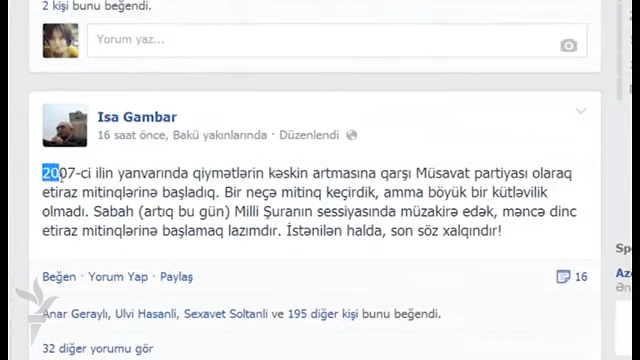 2 kişi bunu beğendi.
Yorum yaz...
Isa Gambar
16 saat önce, Bakü yakınlarında · Düzenlendi
2007-ci ilin yanvarında qiymətlərin kəskin artmasına qarşı Müsavat partiyası olaraq
etiraz mitinqlərinə başladıq. Bir neçə mitinq keçirdik, amma böyük bir kütləvilik
olmadı. Sabah (artıq bu gün) Milli Şuranın sessiyasında müzakirə edək, məncə dinc
etiraz mitinqlərinə başlamaq lazımdır. İstənilən halda, son söz xalqındır!
Beğen · Yorum Yap · Paylaş
16
Anar Geraylı, Ulvi Hasanli, Sexavet Soltanli ve 195 diğer kişi bunu beğendi.
32 diğer yorumu gör